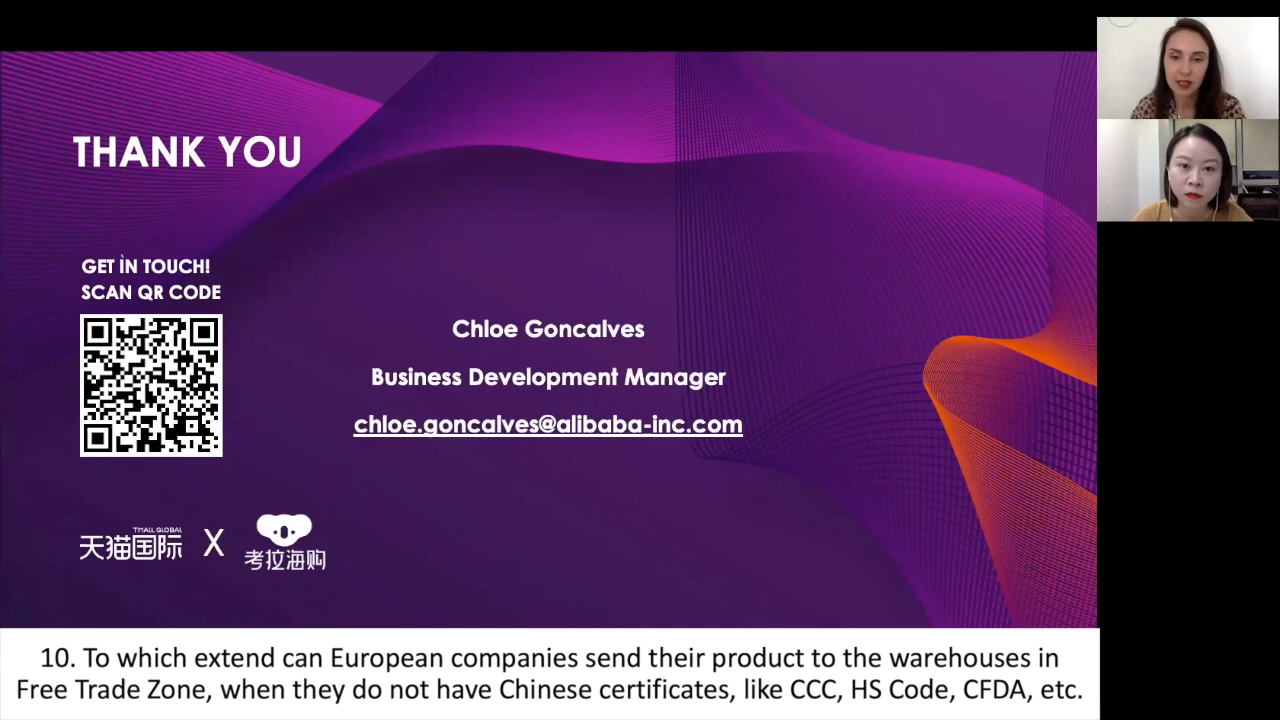 THANK YOU
GET IN TOUCH!
SCAN QR CODE
Chloe Goncalves
Business Development Manager
chloe.goncalves@alibaba-inc.com
TMALL GLOBAL
天猫国际 X 考拉海购
10. To which extend can European companies send their product to the warehouses in
Free Trade Zone, when they do not have Chinese certificates, like CCC, HS Code, CFDA, etc.